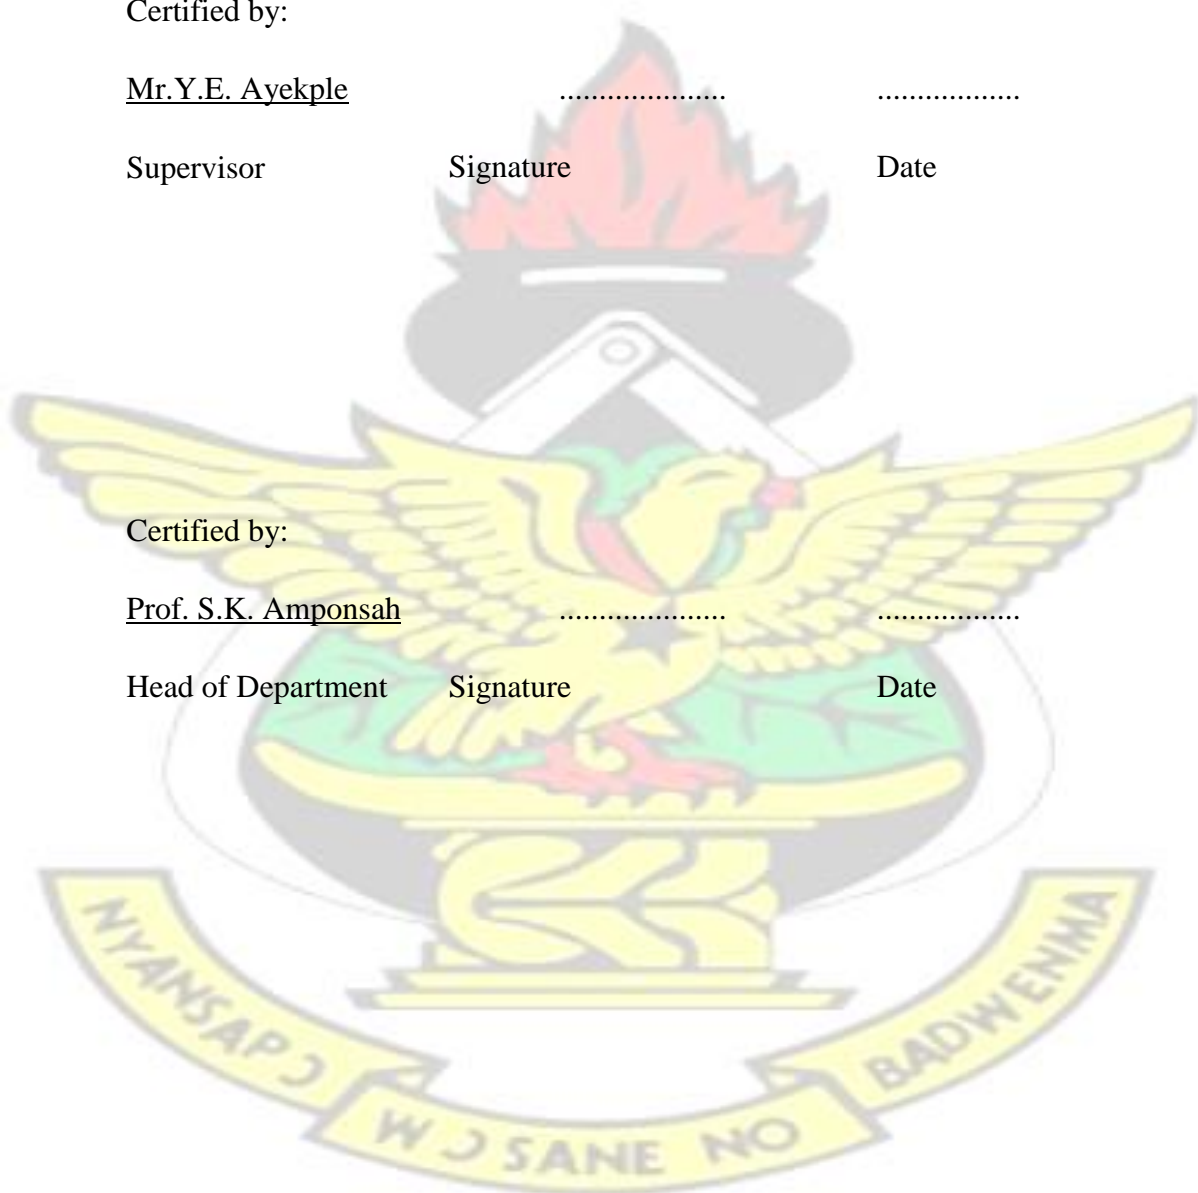 Certified by:
Mr.Y.E. Ayekple ..................... ..................
Supervisor Signature Date
Certified by:
Prof. S.K. Amponsah ..................... ..................
Head of Department Signature Date
NYANSAPƆ WƆSANE NO BADWENMA